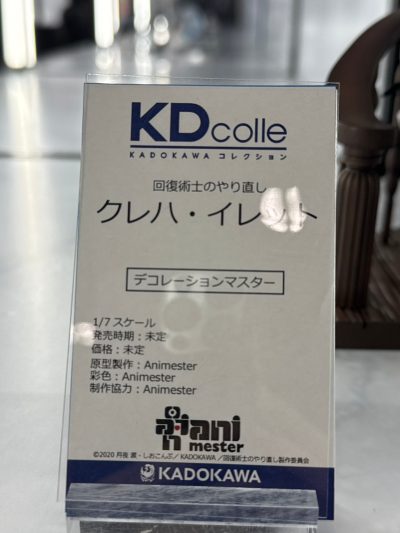 KDcolle
KADOKAWA コレクション
回復術士のやり直し
クレハ・イレット
デコレーションマスター
1/7 スケール
発売時期：未定
価格：未定
原型製作：Animester
彩色：Animester
制作協力：Animester
ani
mester
©2020 月夜 涙・しおこんぶ／KADOKAWA／回復術士のやり直し製作委員会
KADOKAWA